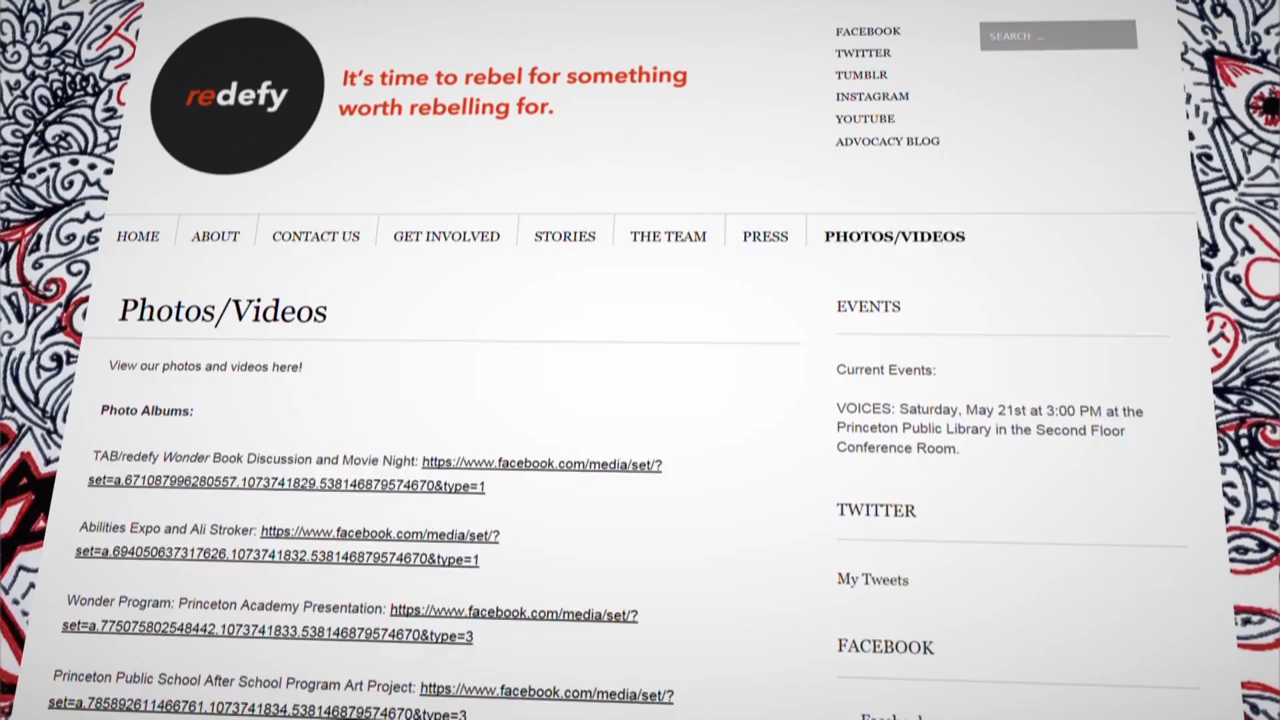 redefy
It's time to rebel for something
worth rebelling for.
FACEBOOK
TWITTER
TUMBLR
INSTAGRAM
YOUTUBE
ADVOCACY BLOG
SEARCH ...
HOME
ABOUT
CONTACT US
GET INVOLVED
STORIES
THE TEAM
PRESS
PHOTOS/VIDEOS
Photos/Videos
View our photos and videos here!
Photo Albums:
TAB/redefy Wonder Book Discussion and Movie Night: https://www.facebook.com/media/set/?
set=a.671087996280557.1073741829.538146879574670&type=1
Abilities Expo and Ali Stroker: https://www.facebook.com/media/set/?
set=a.694050637317626.1073741832.538146879574670&type=1
Wonder Program: Princeton Academy Presentation: https://www.facebook.com/media/set/?
set=a.775075802548442.1073741833.538146879574670&type=3
Princeton Public School After School Program Art Project: https://www.facebook.com/media/set/?
set=a.785892611466761.1073741834.538146879574670&type=3
EVENTS
Current Events:
VOICES: Saturday, May 21st at 3:00 PM at the
Princeton Public Library in the Second Floor
Conference Room.
TWITTER
My Tweets
FACEBOOK